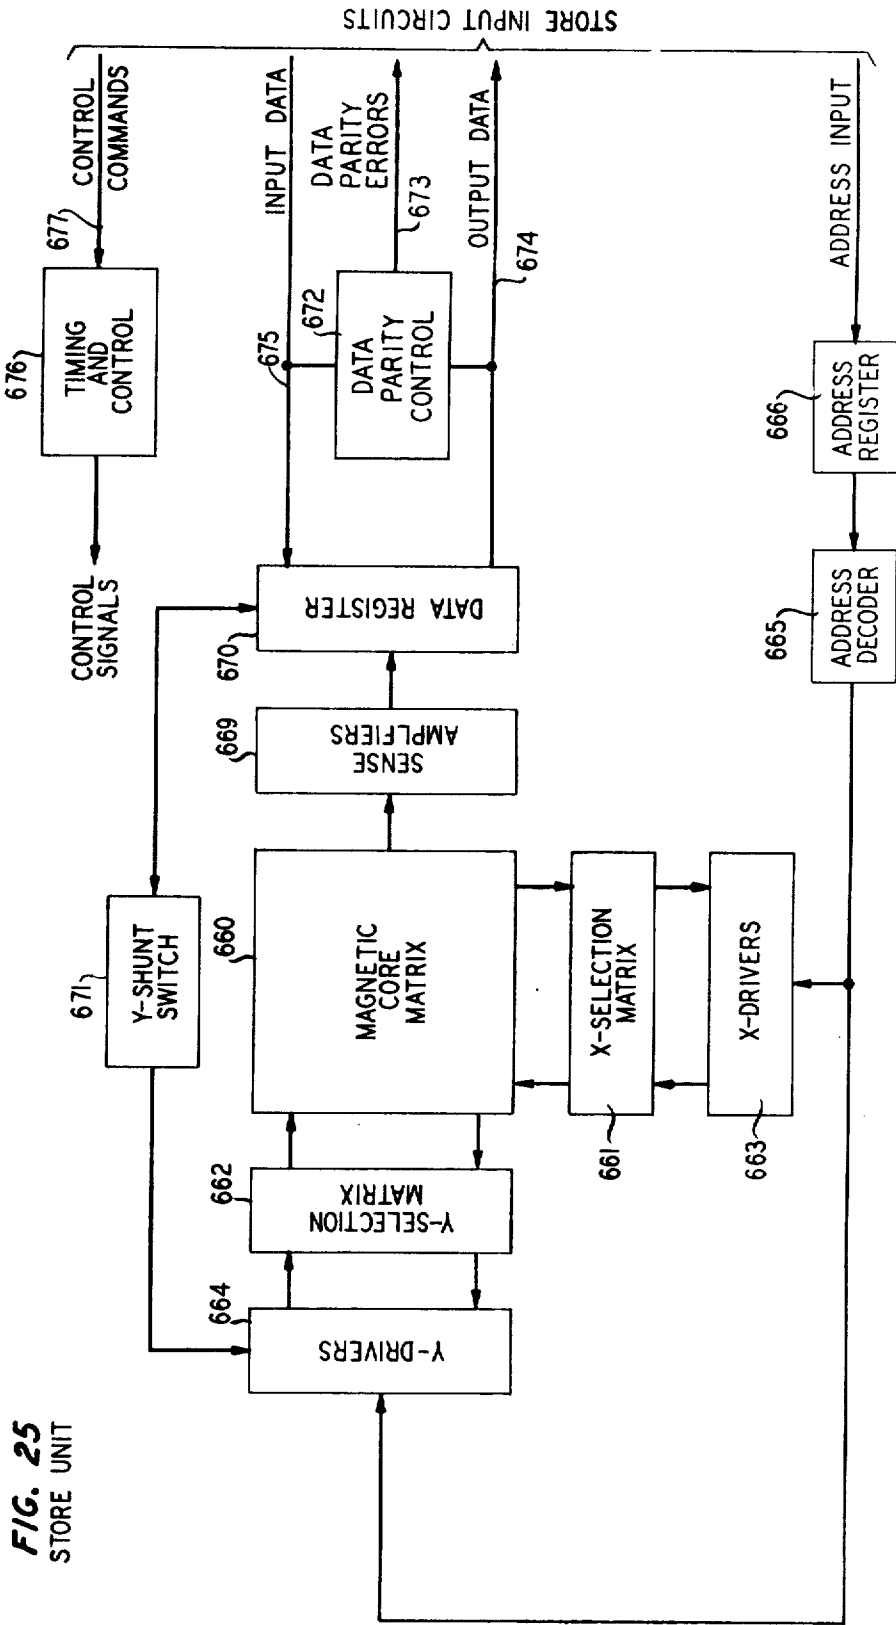 FIG. 25
STORE UNIT
664
Y-DRIVERS
662
Y-SELECTION
MATRIX
671
Y-SHUNT
SWITCH
660
MAGNETIC
CORE
MATRIX
661
X-SELECTION
MATRIX
663
X-DRIVERS
669
SENSE
AMPLFIERS
670
DATA REGISTER
CONTROL
SIGNALS
676
TIMING
AND
CONTROL
677
CONTROL
COMMANDS
675
INPUT DATA
672
DATA
PARITY
CONTROL
DATA
PARITY
ERRORS
673
OUTPUT DATA
674
665
ADDRESS
DECODER
666
ADDRESS
REGISTER
ADDRESS INPUT
STORE INPUT CIRCUITS